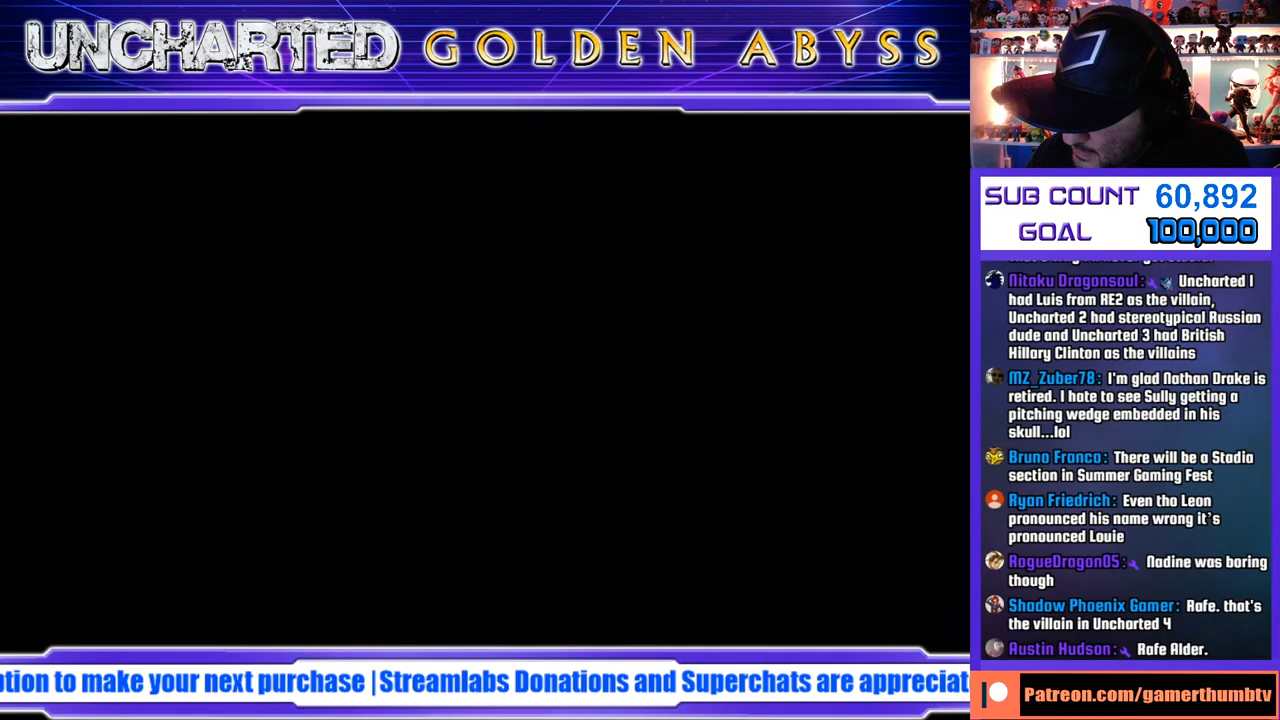 UNCHARTED GOLDEN ABYSS
SUB COUNT 60,892
GOAL 100,000
Nitaku Dragonsoul: Uncharted I
had Luis from RE2 as the villain,
Uncharted 2 had stereotypical Russian
dude and Uncharted 3 had British
Hillary Clinton as the villains
MZ_Zuber78: I'm glad Nathan Drake is
retired. I hate to see Sully getting a
pitching wedge embedded in his
skull...lol
Bruno Franco: There will be a Stadia
section in Summer Gaming Fest
Ryan Friedrich: Even tho Leon
pronounced his name wrong it's
pronounced Louie
RogueDragon05: Nadine was boring
though
Shadow Phoenix Gamer: Rafe. that's
the villain in Uncharted 4
Austin Hudson: Rafe Alder.
ption to make your next purchase | Streamlabs Donations and Superchats are appreciat
Patreon.com/gamerthumbtv